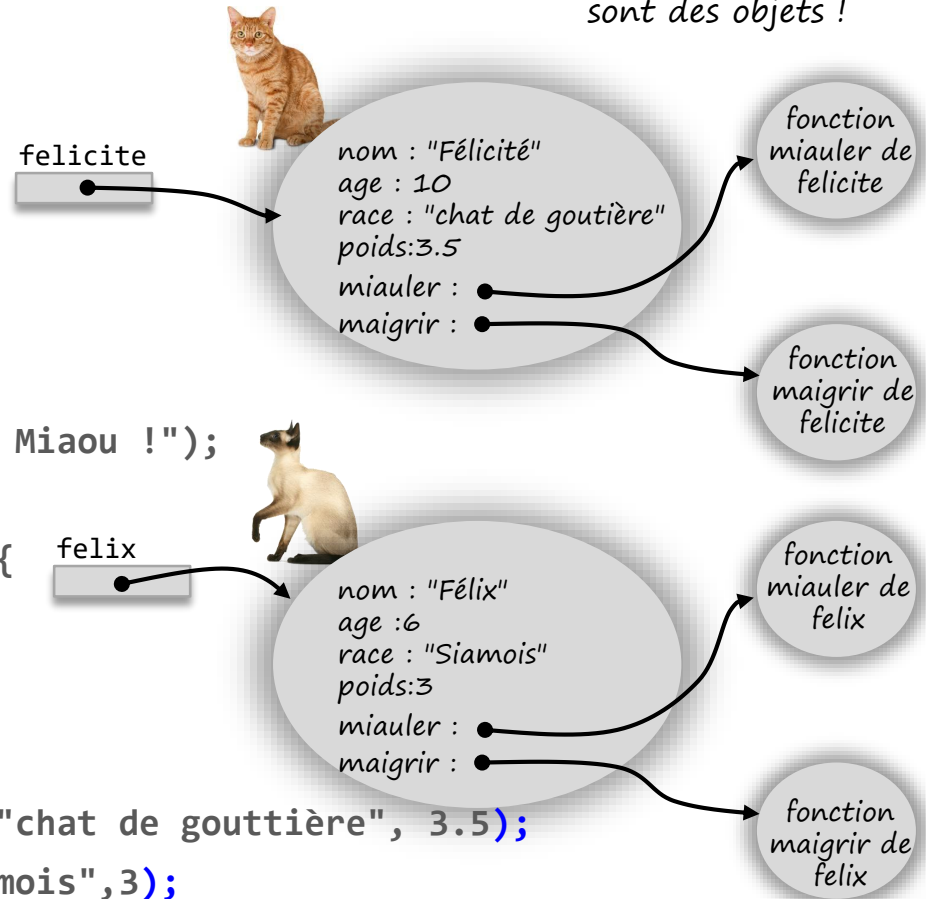 sont des objets !
felicite
nom : "Félicité"
age : 10
race : "chat de goutière"
poids:3.5
miauler :
maigrir :
fonction
miauler de
felicite
fonction
maigrir de
felicite
Miaou !");
{
felix
nom : "Félix"
age :6
race : "Siamois"
poids:3
miauler :
maigrir :
fonction
miauler de
felix
fonction
maigrir de
felix
"chat de gouttière", 3.5);
mois",3);